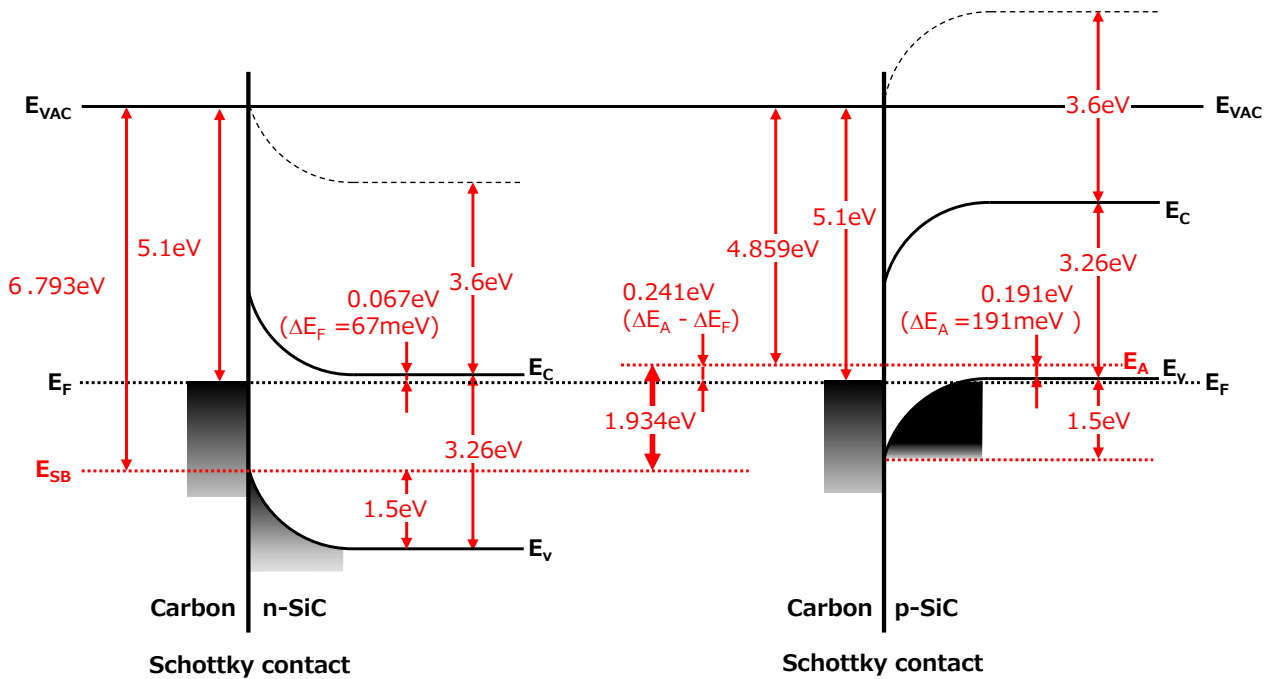 E_VAC
E_VAC
3.6eV
5.1eV
6.793eV
3.6eV
0.067eV
(ΔE_F =67meV)
E_C
E_F
3.26eV
E_SB
1.5eV
E_v
Carbon
n-SiC
Schottky contact
4.859eV
5.1eV
0.241eV
(ΔE_A - ΔE_F)
1.934eV
E_C
3.26eV
0.191eV
(ΔE_A =191meV )
E_A
E_v
E_F
1.5eV
Carbon
p-SiC
Schottky contact